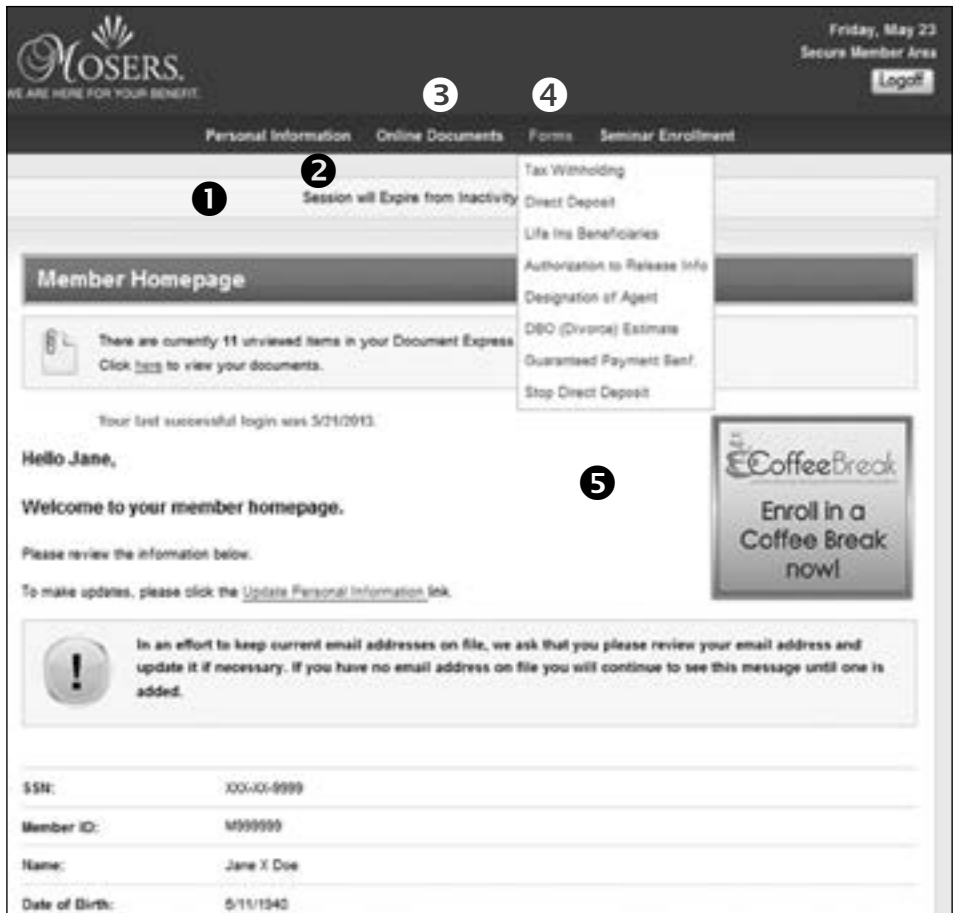 Friday, May 23
Secure Member Area
Logoff
MOSERS.
WE ARE HERE FOR YOUR BENEFIT.
3 4
Personal Information Online Documents Forms Seminar Enrollment
2
1
Session will Expire from Inactivity
Tax Withholding
Direct Deposit
Life Ins Beneficiaries
Authorization to Release Info
Designation of Agent
DBO (Divorce) Estimate
Guaranteed Payment Benf.
Stop Direct Deposit
Member Homepage
There are currently 11 unviewed items in your Document Express
Click here to view your documents.
Your last successful login was 5/21/2013.
Hello Jane,
5
CoffeeBreak
Enroll in a
Coffee Break
now!
Welcome to your member homepage.
Please review the information below.
To make updates, please click the Update Personal Information link.
!
In an effort to keep current email addresses on file, we ask that you please review your email address and
update it if necessary. If you have no email address on file you will continue to see this message until one is
added.
SSN: XXX-XX-9999
Member ID: M999999
Name: Jane X Doe
Date of Birth: